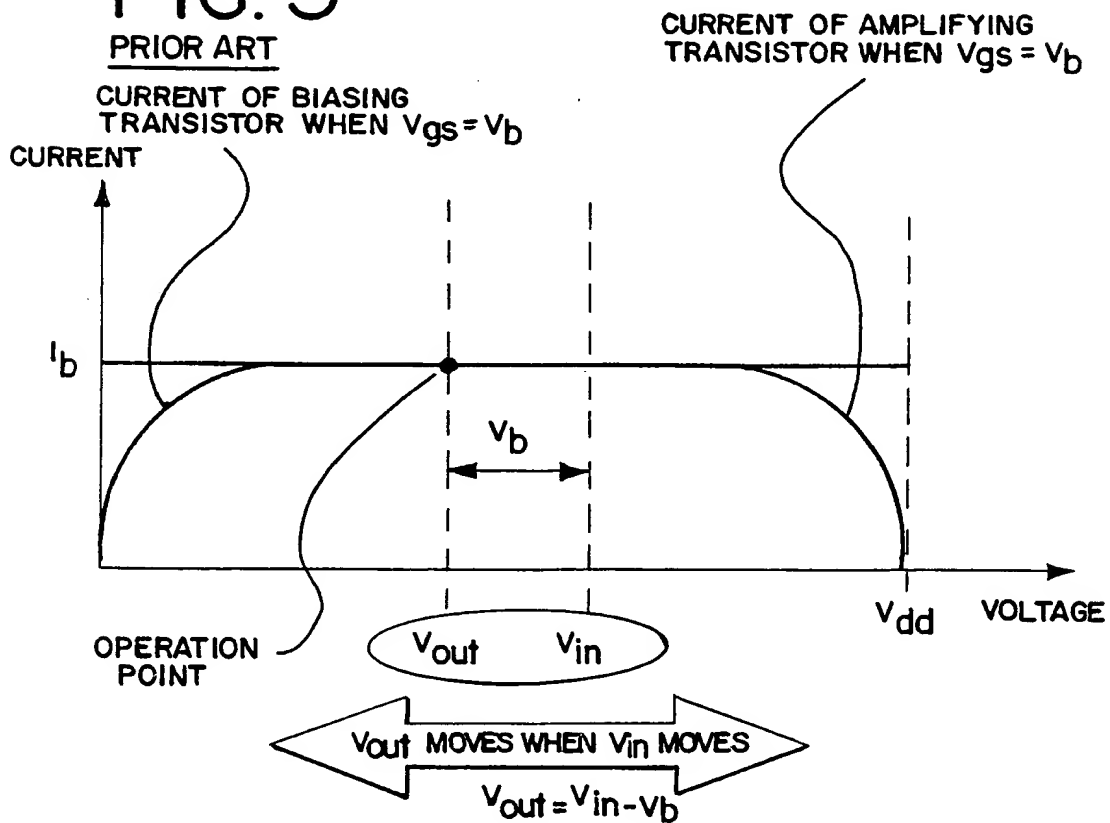 PRIOR ART
CURRENT OF AMPLIFYING
TRANSISTOR WHEN Vgs = Vb
CURRENT OF BIASING
TRANSISTOR WHEN Vgs = Vb
CURRENT
Ib
Vb
Vdd
VOLTAGE
OPERATION
POINT
Vout
Vin
Vout MOVES WHEN Vin MOVES
Vout = Vin - Vb